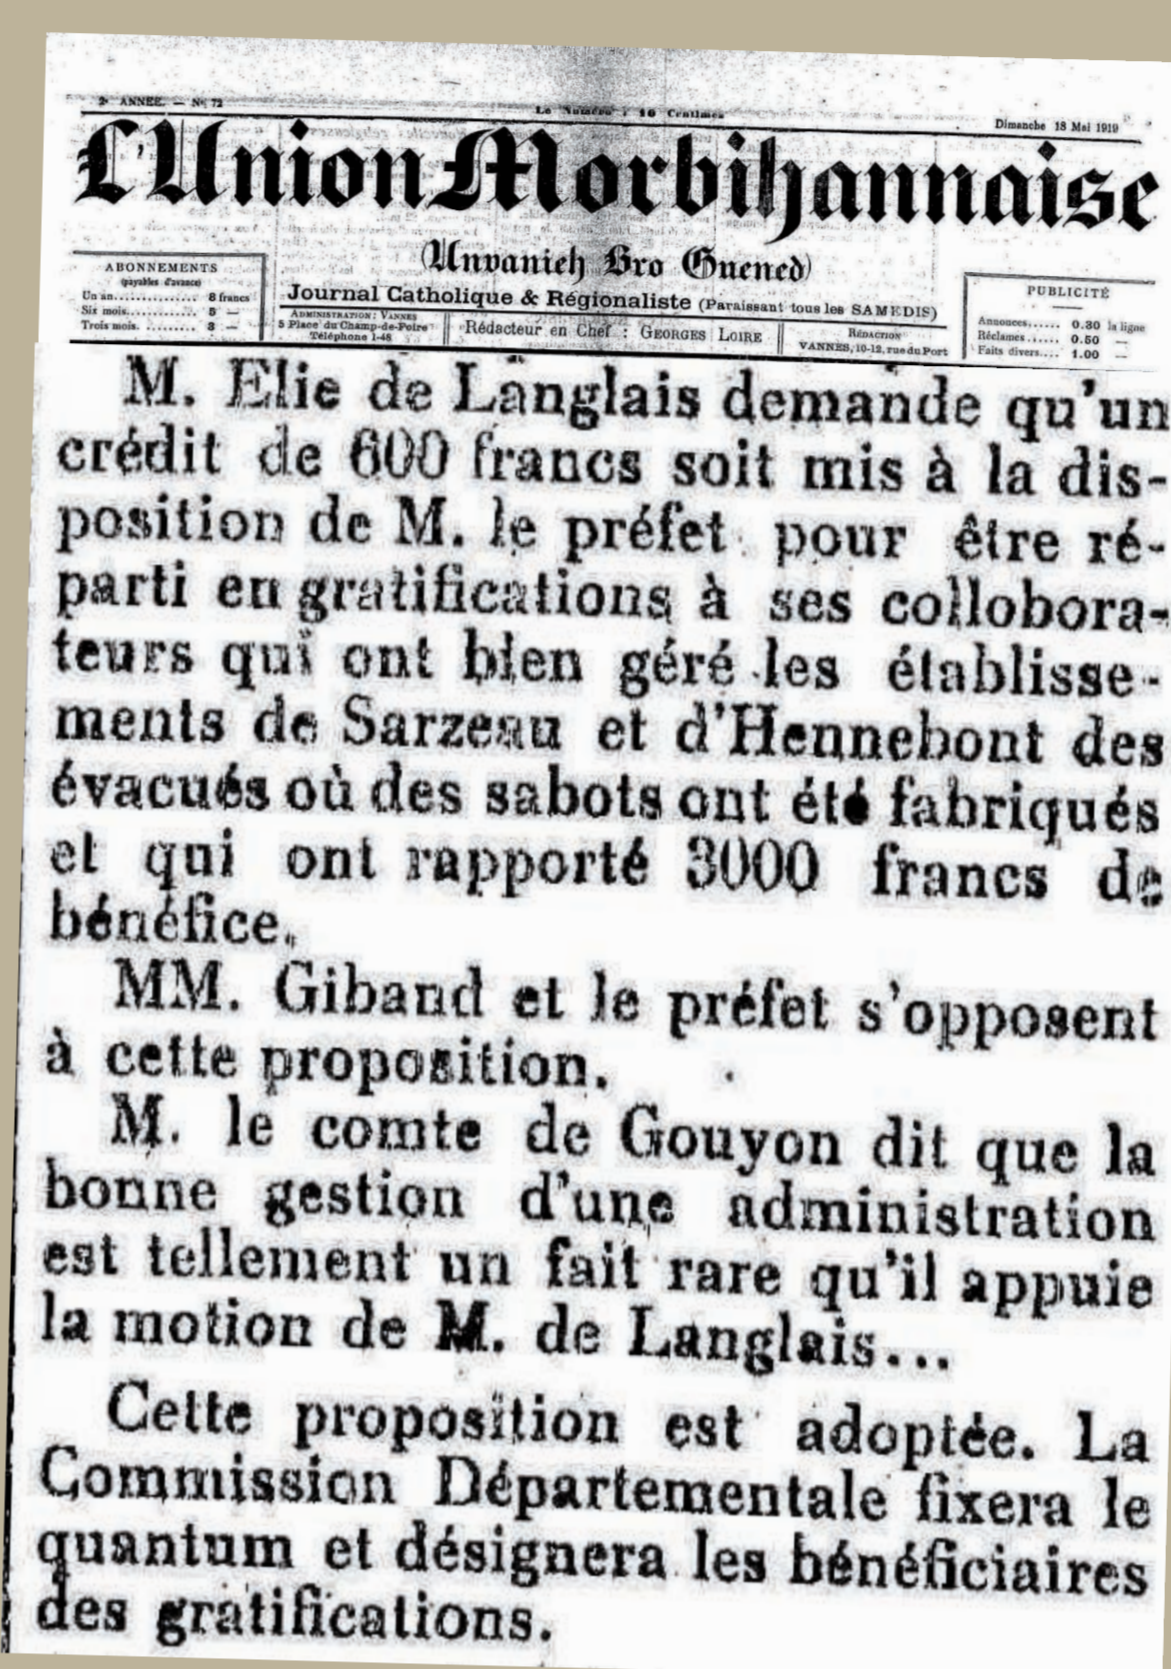 2e ANNEE. — No 72
Le Numéro : 10 Centimes
Dimanche 18 Mai 1919
L'Union Morbihannaise
(Unvanieh Bro Guened)
Journal Catholique & Régionaliste (Paraissant tous les SAMEDIS)
ABONNEMENTS
(payables d'avance)
Un an............... 8 francs
Six mois............. 5 —
Trois mois. ......... 3 —
ADMINISTRATION : VANNES
5 Place du Champ-de-Foire
Téléphone 1-48
Rédacteur en Chef : GEORGES LOIRE
RÉDACTION
VANNES, 10-12, rue du Port
PUBLICITÉ
Annonces...... 0.30 la ligne
Réclames...... 0.50 —
Faits divers.... 1.00 —
M. Elie de Langlais demande qu'un
crédit de 600 francs soit mis à la dis-
position de M. le préfet pour être ré-
parti en gratifications à ses collobora-
teurs qui ont bien géré les établisse-
ments de Sarzeau et d'Hennebont des
évacués où des sabots ont été fabriqués
et qui ont rapporté 3000 francs de
bénéfice.
MM. Giband et le préfet s'opposent
à cette proposition.
M. le comte de Gouyon dit que la
bonne gestion d'une administration
est tellement un fait rare qu'il appuie
la motion de M. de Langlais...
Cette proposition est adoptée. La
Commission Départementale fixera le
quantum et désignera les bénéficiaires
des gratifications.